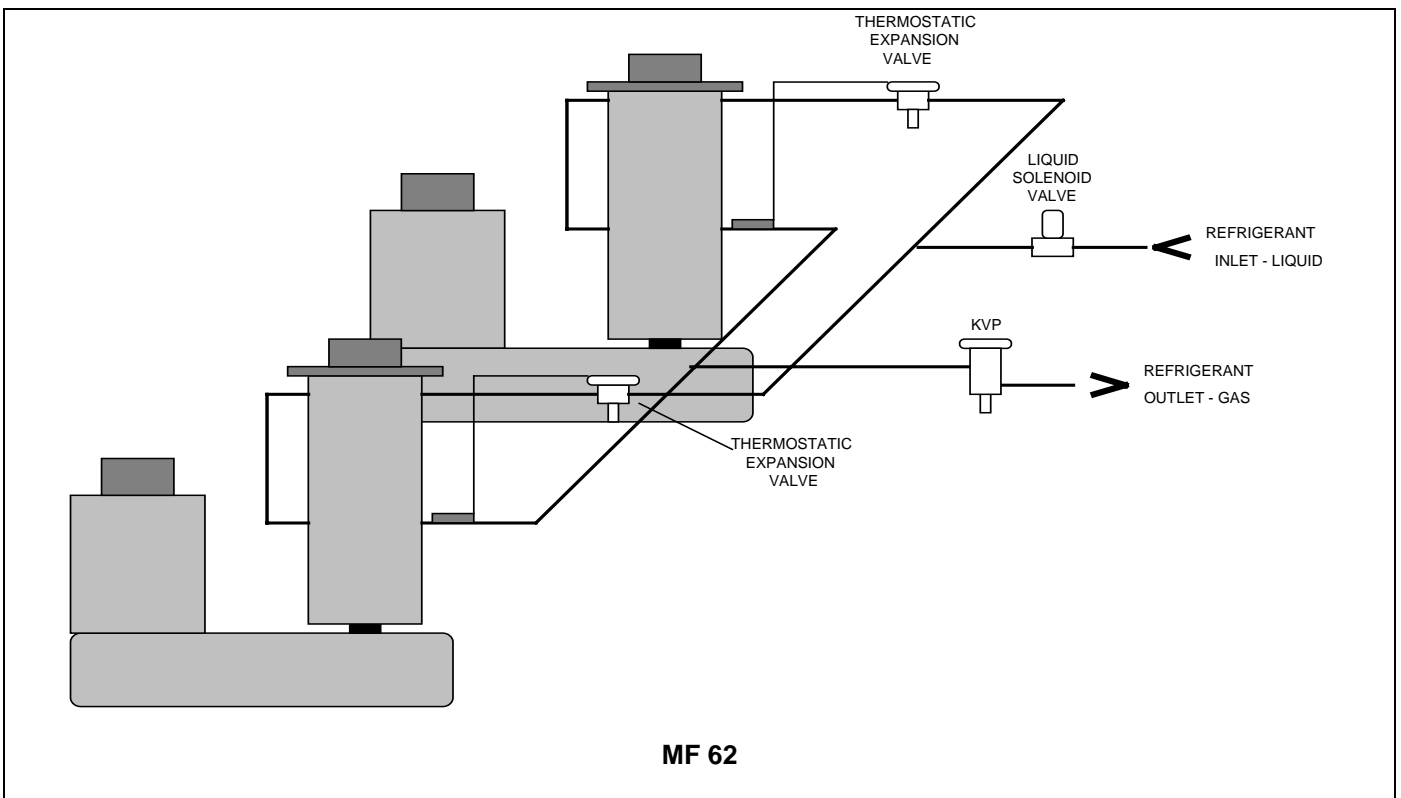 THERMOSTATIC
EXPANSION
VALVE
LIQUID
SOLENOID
VALVE
REFRIGERANT
INLET - LIQUID
KVP
REFRIGERANT
OUTLET - GAS
THERMOSTATIC
EXPANSION
VALVE
MF 62